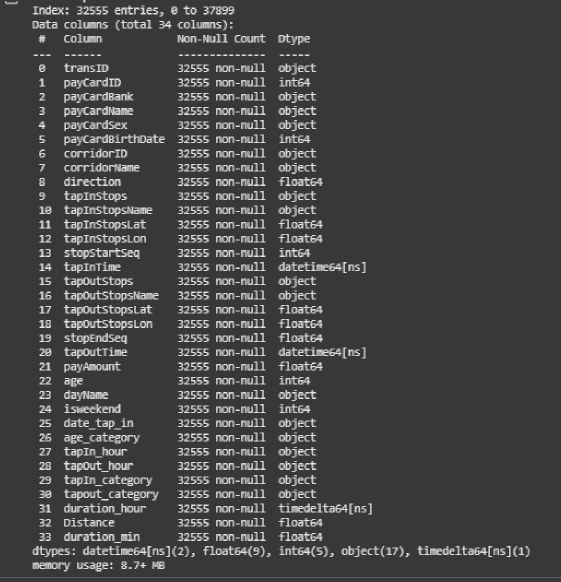 Index: 32555 entries, 0 to 37899
Data columns (total 34 columns):
 #   Column           Non-Null Count  Dtype
---  ------           --------------  -----
 0   transID          32555 non-null  object
 1   payCardID        32555 non-null  int64
 2   payCardBank      32555 non-null  object
 3   payCardName      32555 non-null  object
 4   payCardSex       32555 non-null  object
 5   payCardBirthDate 32555 non-null  int64
 6   corridorID       32555 non-null  object
 7   corridorName     32555 non-null  object
 8   direction        32555 non-null  float64
 9   tapInStops       32555 non-null  object
 10  tapInStopsName   32555 non-null  object
 11  tapInStopsLat    32555 non-null  float64
 12  tapInStopsLon    32555 non-null  float64
 13  stopStartSeq     32555 non-null  int64
 14  tapInTime        32555 non-null  datetime64[ns]
 15  tapOutStops      32555 non-null  object
 16  tapOutStopsName  32555 non-null  object
 17  tapOutStopsLat   32555 non-null  float64
 18  tapOutStopsLon   32555 non-null  float64
 19  stopEndSeq       32555 non-null  float64
 20  tapOutTime       32555 non-null  datetime64[ns]
 21  payAmount        32555 non-null  float64
 22  age              32555 non-null  int64
 23  dayName          32555 non-null  object
 24  isweekend        32555 non-null  int64
 25  date_tap_in      32555 non-null  object
 26  age_category     32555 non-null  object
 27  tapIn_hour       32555 non-null  object
 28  tapOut_hour      32555 non-null  object
 29  tapIn_category   32555 non-null  object
 30  tapout_category  32555 non-null  object
 31  duration_hour    32555 non-null  timedelta64[ns]
 32  Distance         32555 non-null  float64
 33  duration_min     32555 non-null  float64
dtypes: datetime64[ns](2), float64(9), int64(5), object(17), timedelta64[ns](1)
memory usage: 8.7+ MB